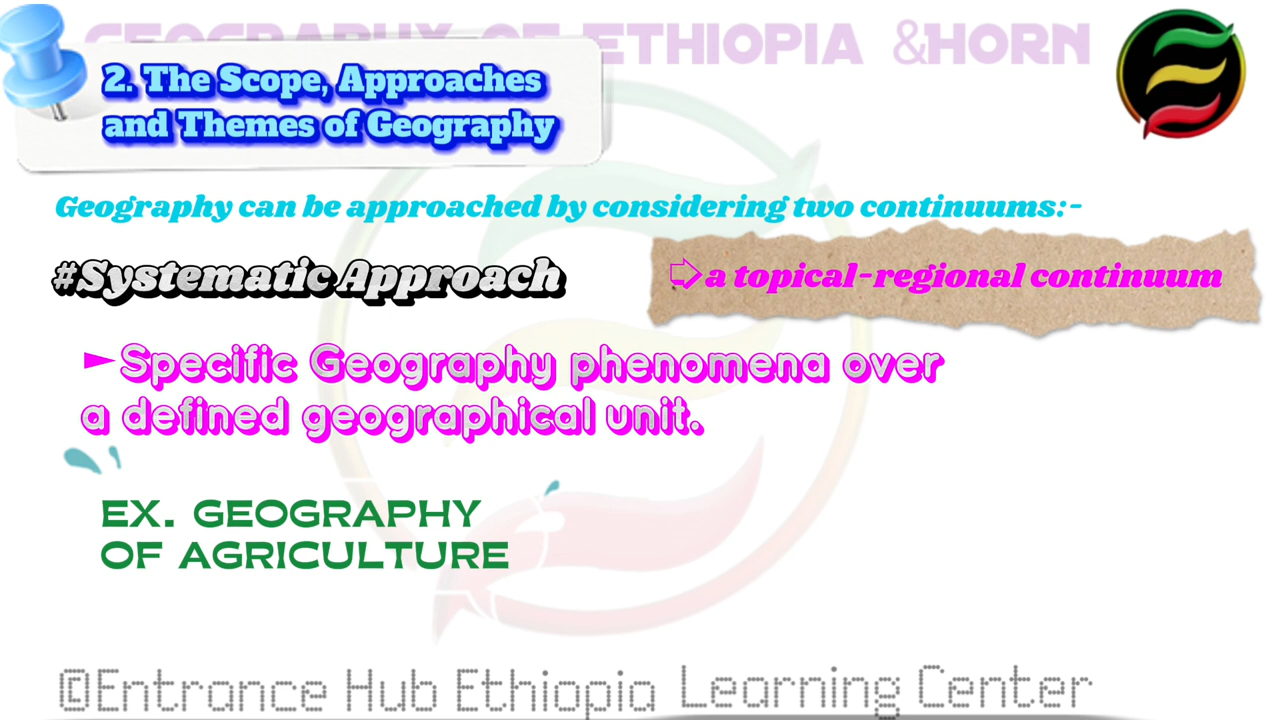 GEOGRAPHY OF ETHIOPIA &HORN
2. The Scope, Approaches
and Themes of Geography
Geography can be approached by considering two continuums:-
#Systematic Approach
⇨a topical-regional continuum
►Specific Geography phenomena over
a defined geographical unit.
EX. GEOGRAPHY
OF AGRICULTURE
@Entrance Hub Ethiopia Learning Center